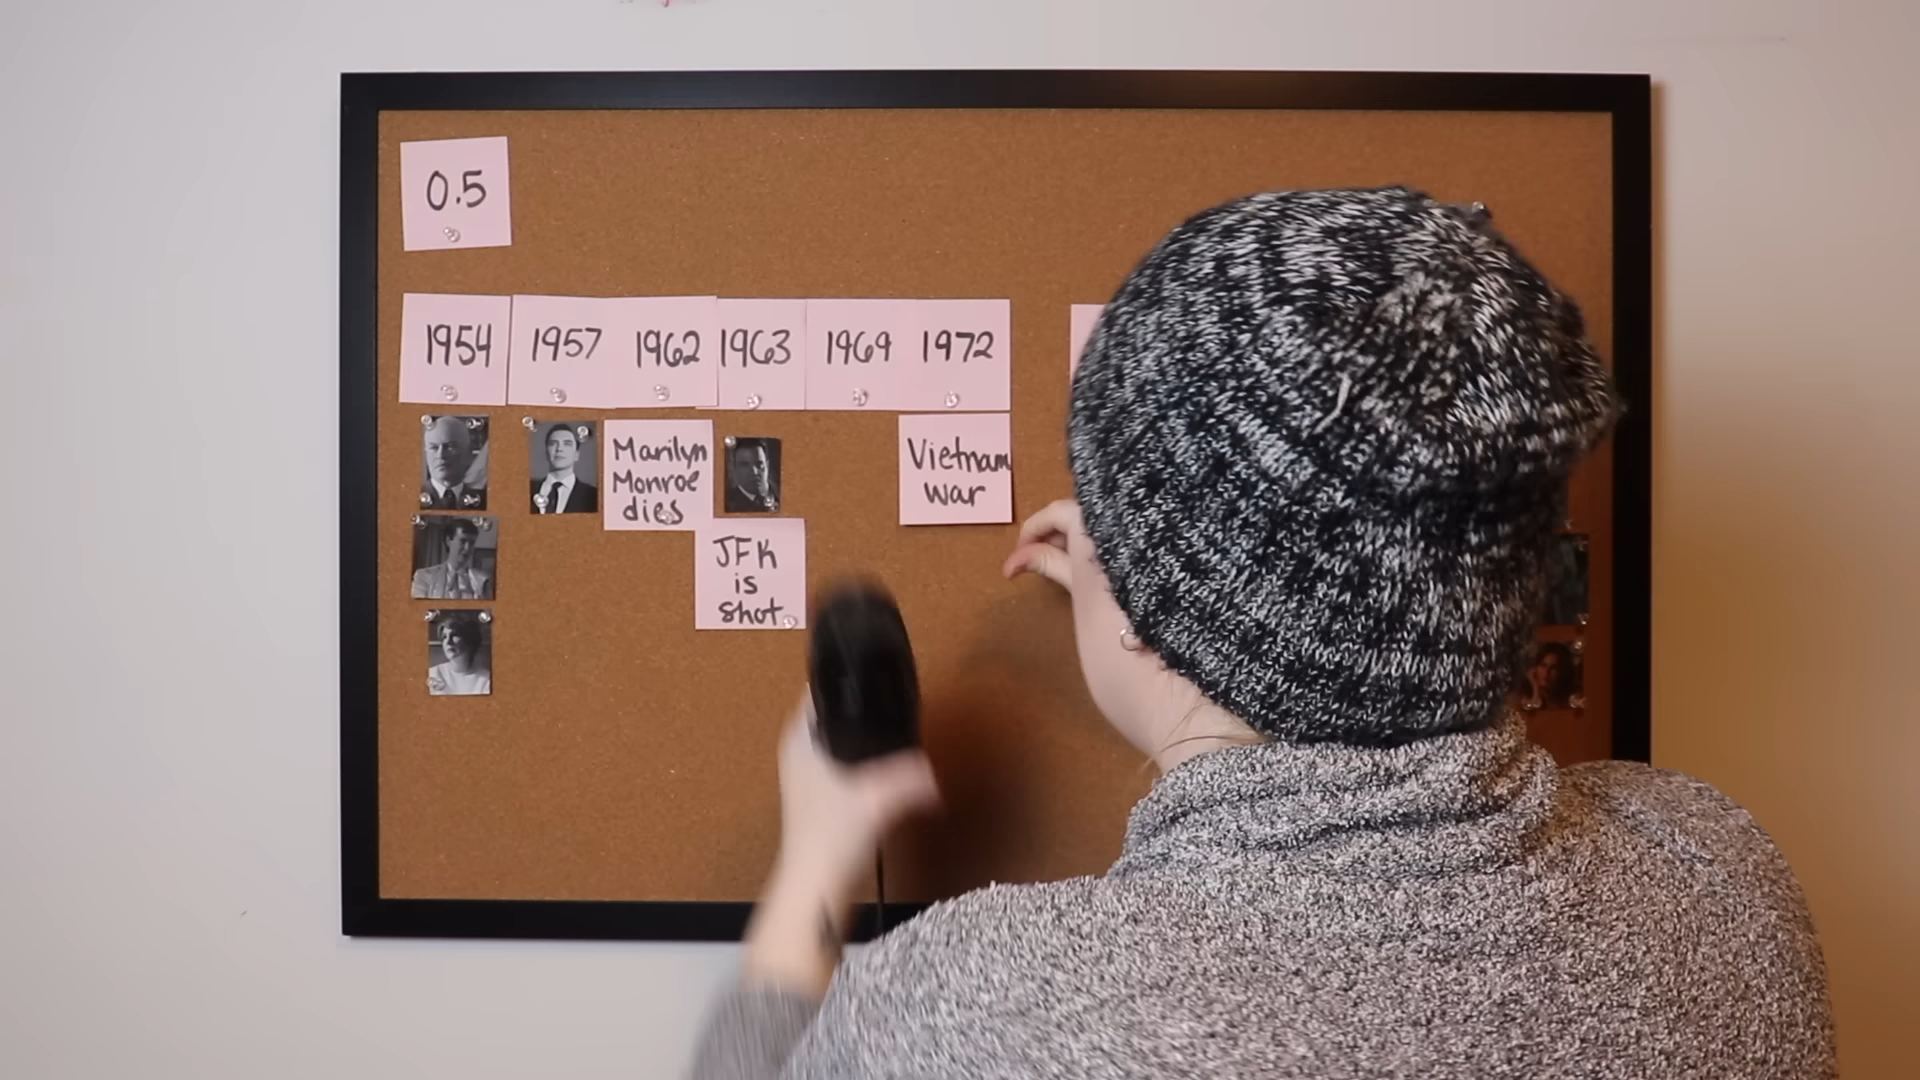 0.5
1954 1957 1962 1963 1969 1972
Marilyn
Monroe
dies
JFK
is
shot
Vietnam
war